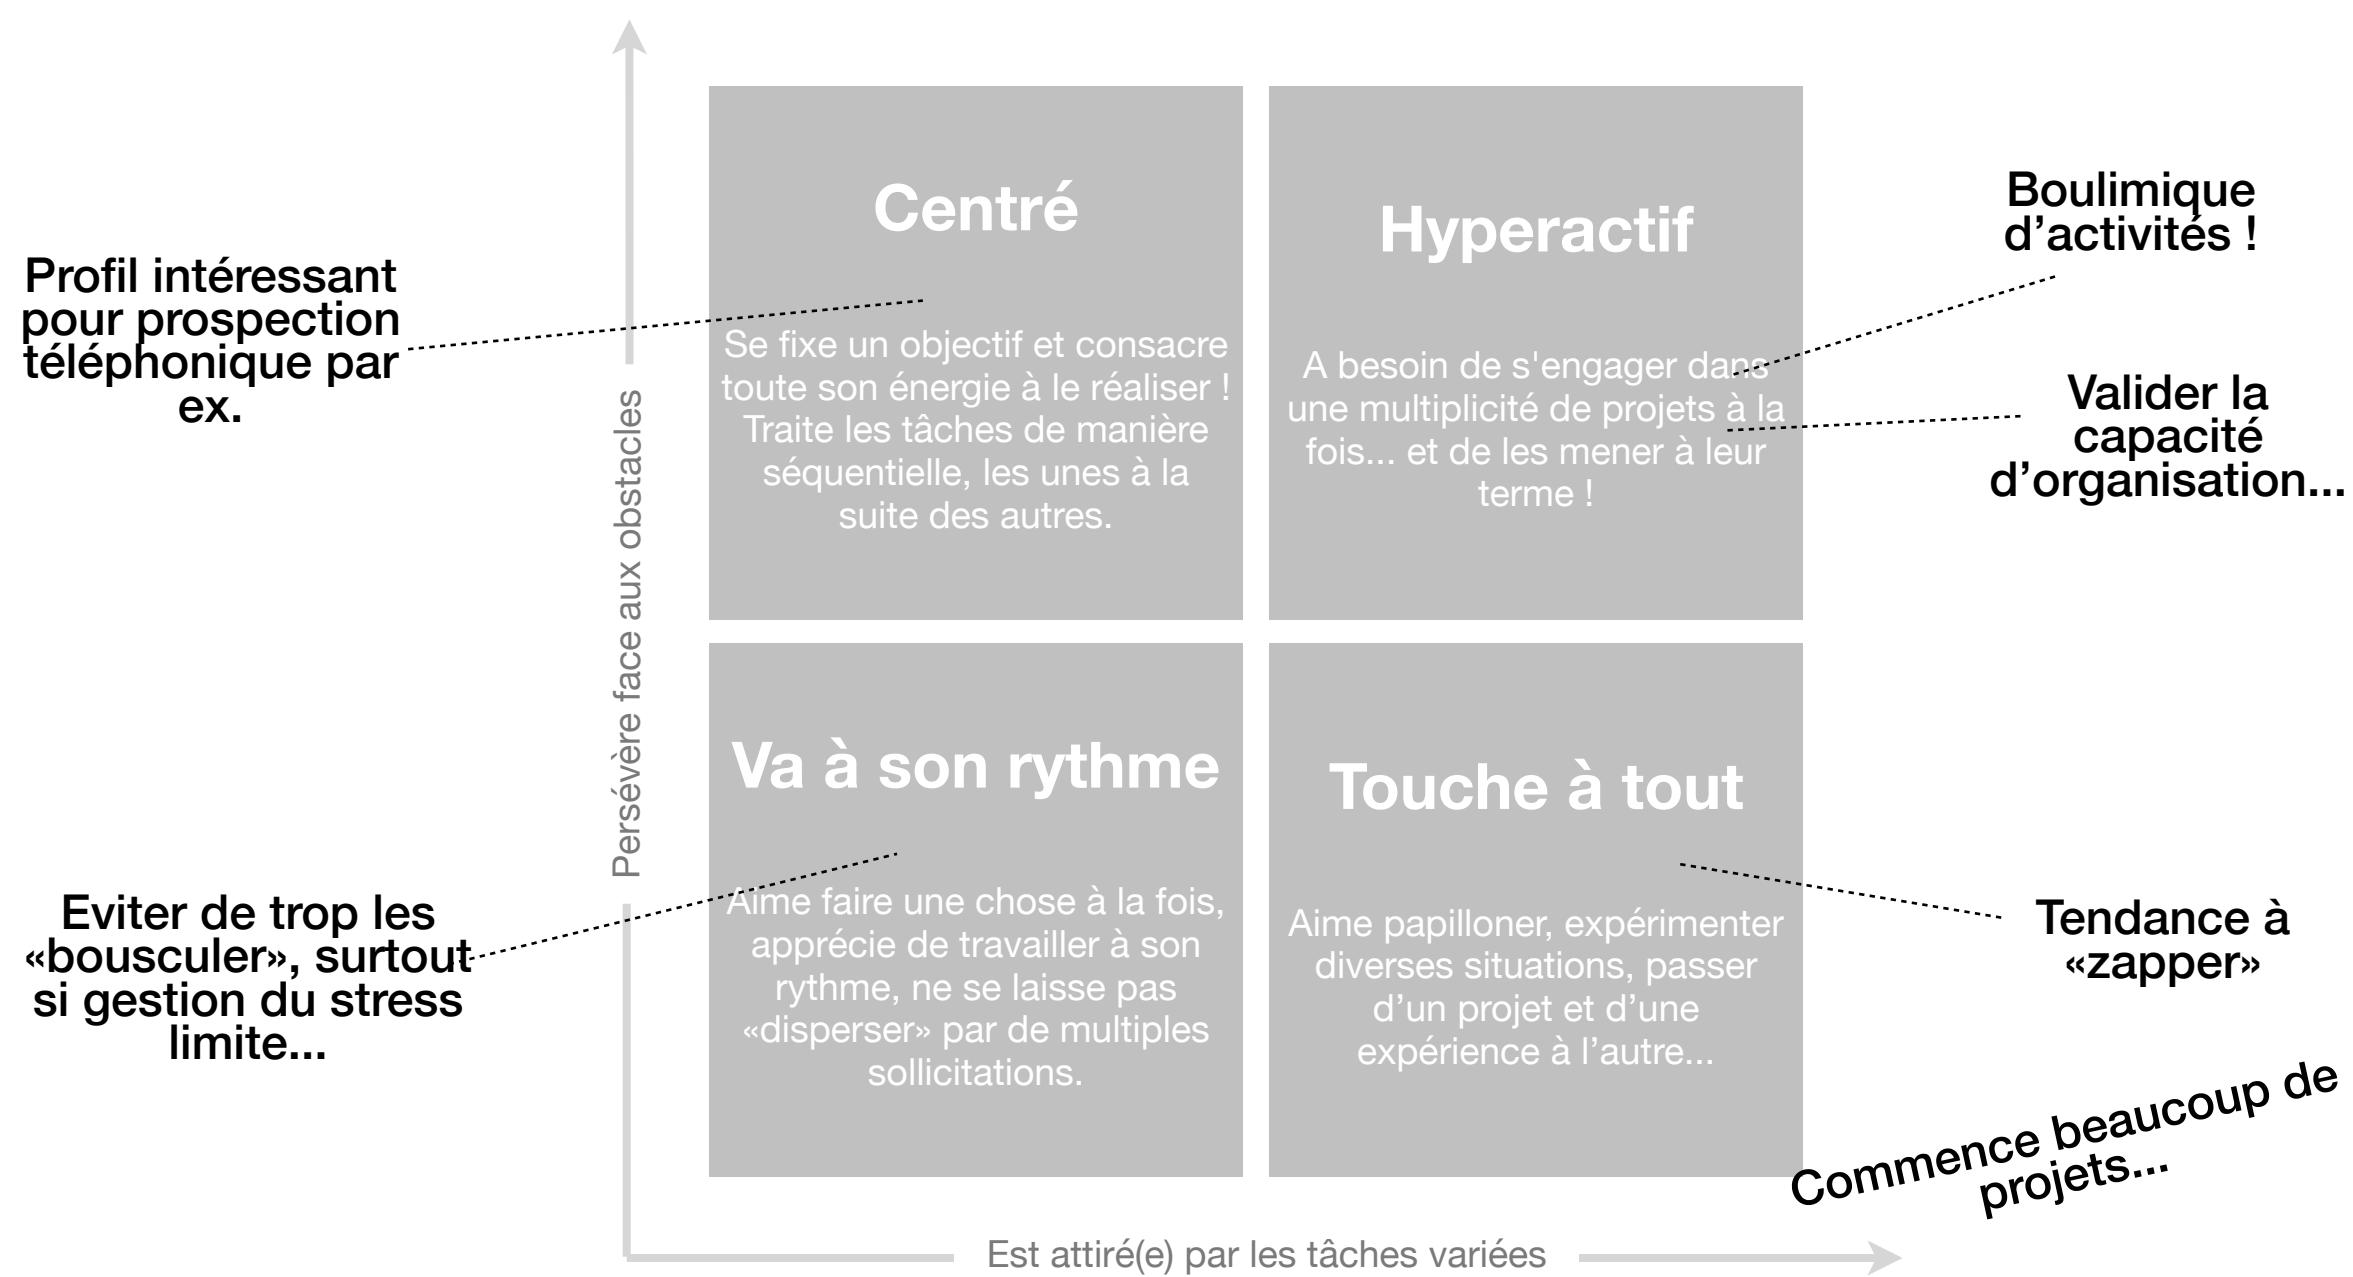 Profil intéressant
pour prospection
téléphonique par
ex.
Persévère face aux obstacles
Centré
Se fixe un objectif et consacre
toute son énergie à le réaliser !
Traite les tâches de manière
séquentielle, les unes à la
suite des autres.
Hyperactif
A besoin de s'engager dans
une multiplicité de projets à la
fois... et de les mener à leur
terme !
Boulimique
d’activités !
Valider la
capacité
d’organisation...
Eviter de trop les
«bousculer», surtout
si gestion du stress
limite...
Va à son rythme
Aime faire une chose à la fois,
apprécie de travailler à son
rythme, ne se laisse pas
«disperser» par de multiples
sollicitations.
Touche à tout
Aime papilloner, expérimenter
diverses situations, passer
d’un projet et d’une
expérience à l’autre...
Tendance à
«zapper»
Commence beaucoup de
projets...
Est attiré(e) par les tâches variées